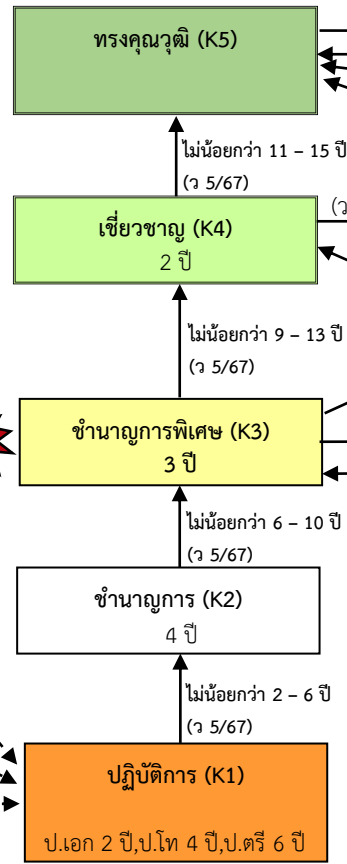 ทรงคุณวุฒิ (K5)
ไม่น้อยกว่า 11 – 15 ปี
(ว 5/67)
(ว
เชี่ยวชาญ (K4)
2 ปี
ไม่น้อยกว่า 9 – 13 ปี
(ว 5/67)
ชำนาญการพิเศษ (K3)
3 ปี
ไม่น้อยกว่า 6 – 10 ปี
(ว 5/67)
ชำนาญการ (K2)
4 ปี
ไม่น้อยกว่า 2 – 6 ปี
(ว 5/67)
ปฏิบัติการ (K1)
ป.เอก 2 ปี,ป.โท 4 ปี,ป.ตรี 6 ปี